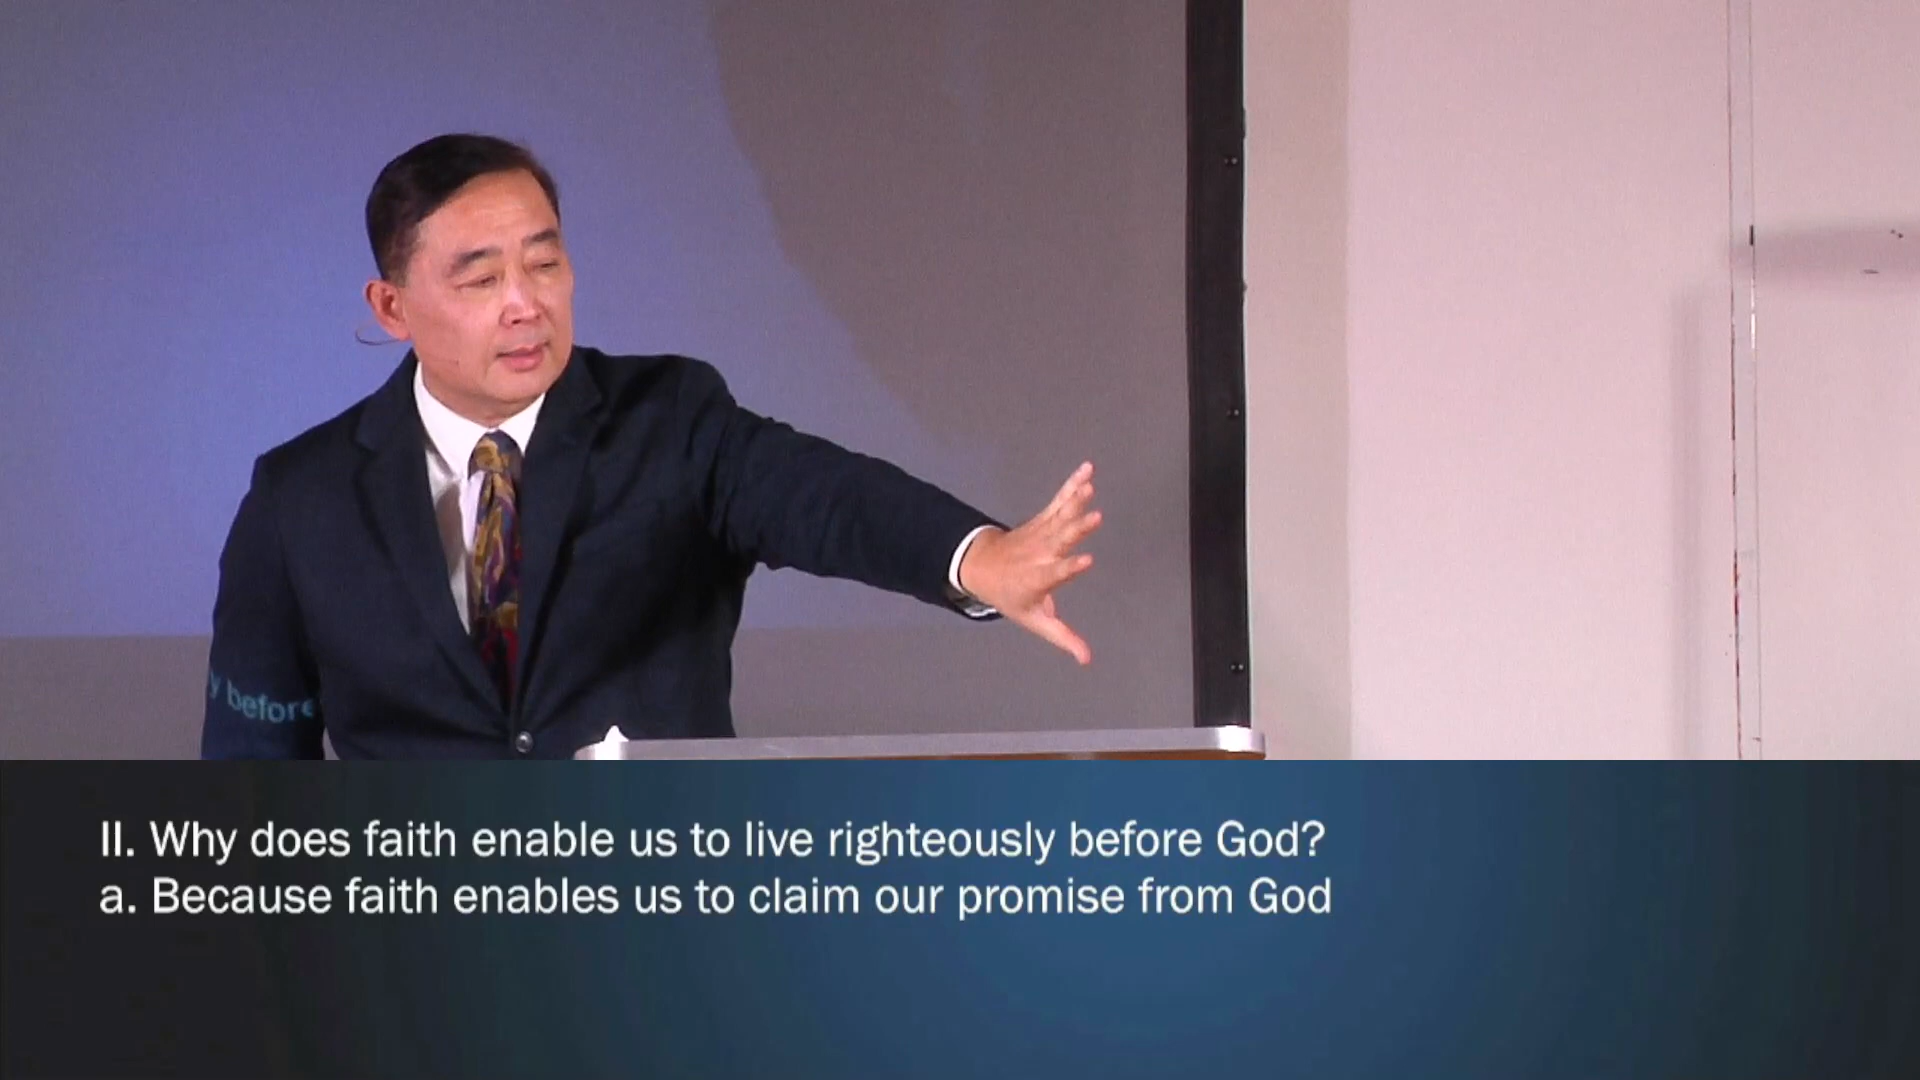 y before
II. Why does faith enable us to live righteously before God?
a. Because faith enables us to claim our promise from God